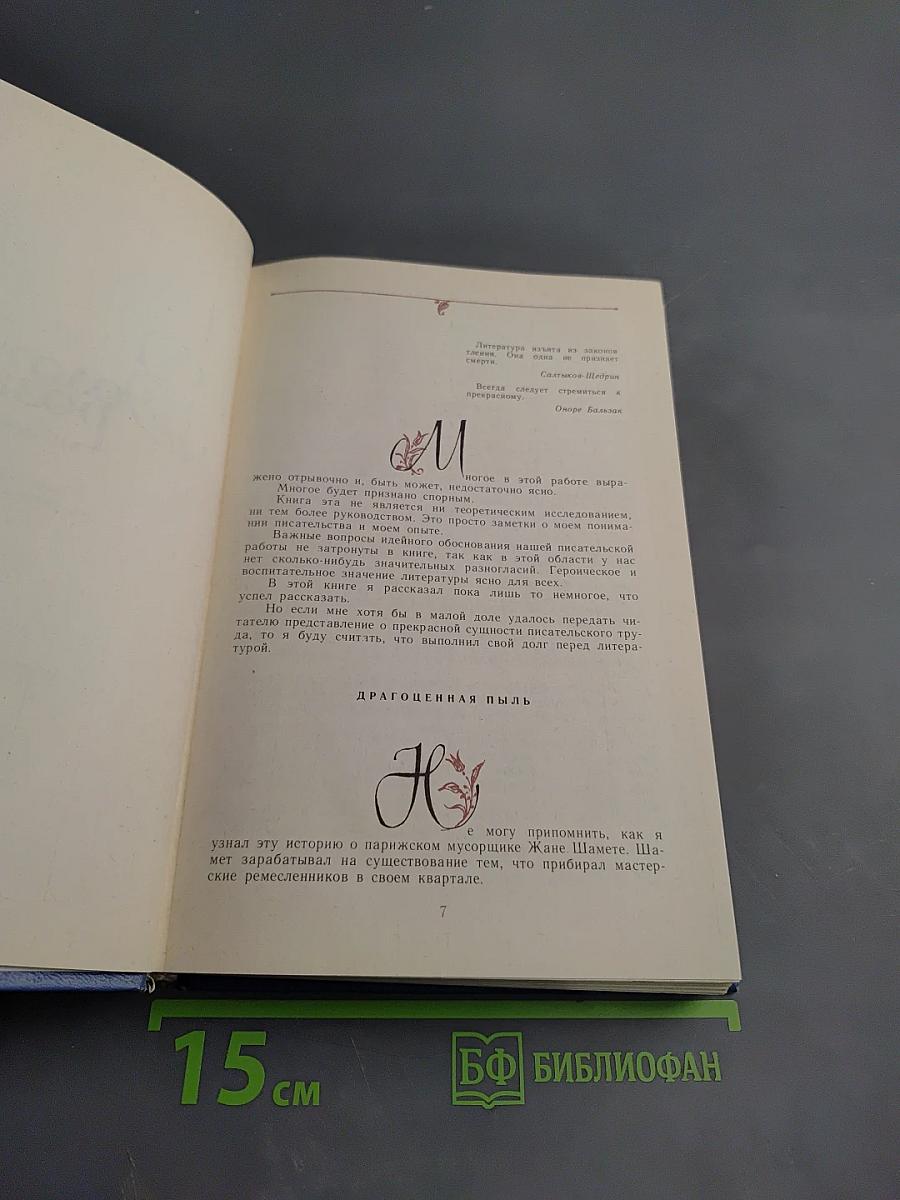 Литература изъята из законов
тления. Она одна не признает
смерти.
Салтыков-Щедрин
Всегда следует стремиться к
прекрасному.
Оноре Бальзак
Многое в этой работе выра-
жено отрывочно и, быть может, недостаточно ясно.
Многое будет признано спорным.
Книга эта не является ни теоретическим исследованием,
ни тем более руководством. Это просто заметки о моем понима-
нии писательства и моем опыте.
Важные вопросы идейного обоснования нашей писательской
работы не затронуты в книге, так как в этой области у нас
нет сколько-нибудь значительных разногласий. Героическое и
воспитательное значение литературы ясно для всех.
В этой книге я рассказал пока лишь то немногое, что
успел рассказать.
Но если мне хотя бы в малой доле удалось передать чи-
тателю представление о прекрасной сущности писательского тру-
да, то я буду считать, что выполнил свой долг перед литера-
турой.
ДРАГОЦЕННАЯ ПЫЛЬ
Не могу припомнить, как я
узнал эту историю о парижском мусорщике Жане Шамете. Ша-
мет зарабатывал на существование тем, что прибирал мастер-
ские ремесленников в своем квартале.
7
15 см
БФ БИБЛИОФАН